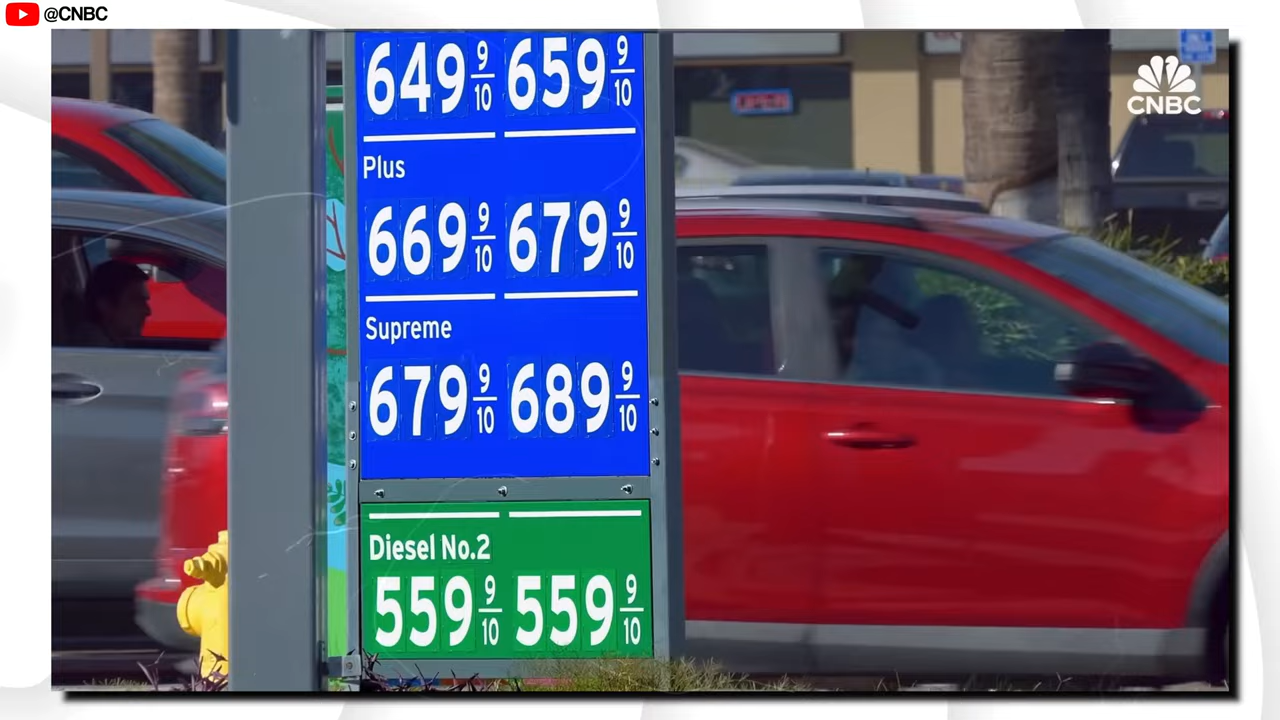 @CNBC
CNBC
649 9/10 659 9/10
Plus
669 9/10 679 9/10
Supreme
679 9/10 689 9/10
Diesel No.2
559 9/10 559 9/10